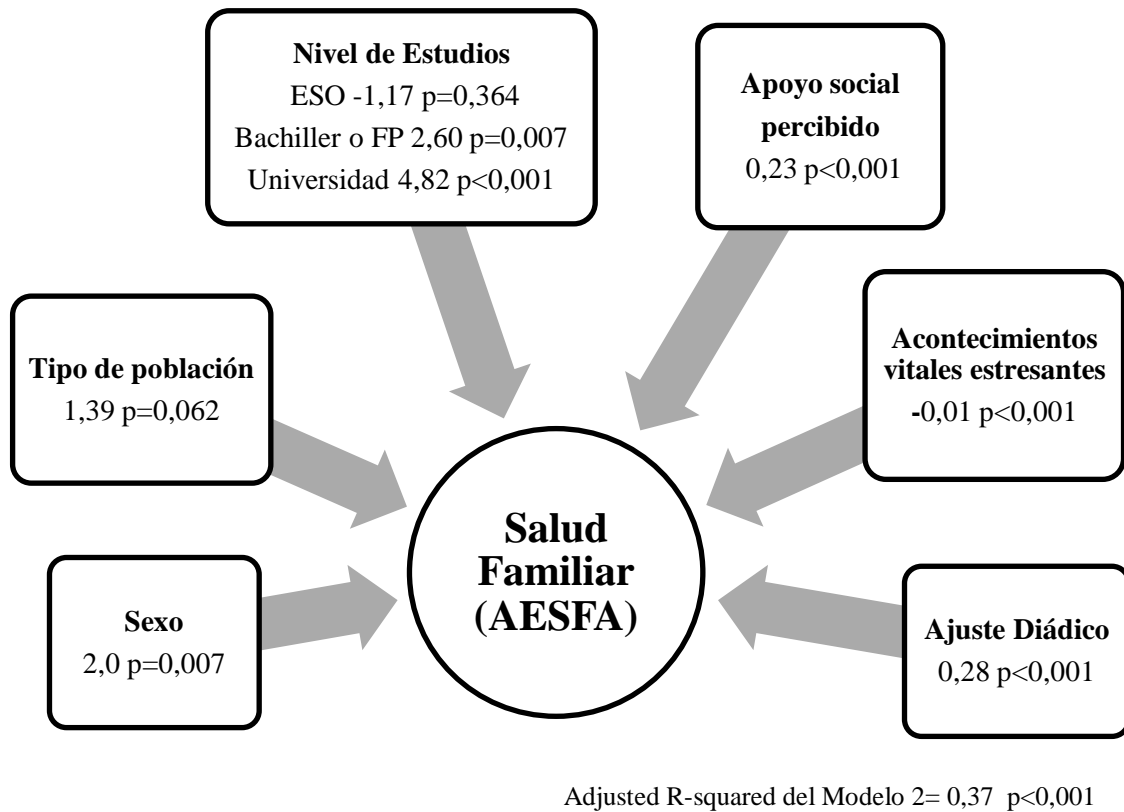 Nivel de Estudios
ESO -1,17 p=0,364
Bachiller o FP 2,60 p=0,007
Universidad 4,82 p<0,001
Apoyo social
percibido
0,23 p<0,001
Tipo de población
1,39 p=0,062
Acontecimientos
vitales estresantes
-0,01 p<0,001
Salud
Familiar
(AESFA)
Sexo
2,0 p=0,007
Ajuste Diádico
0,28 p<0,001
Adjusted R-squared del Modelo 2= 0,37 p<0,001